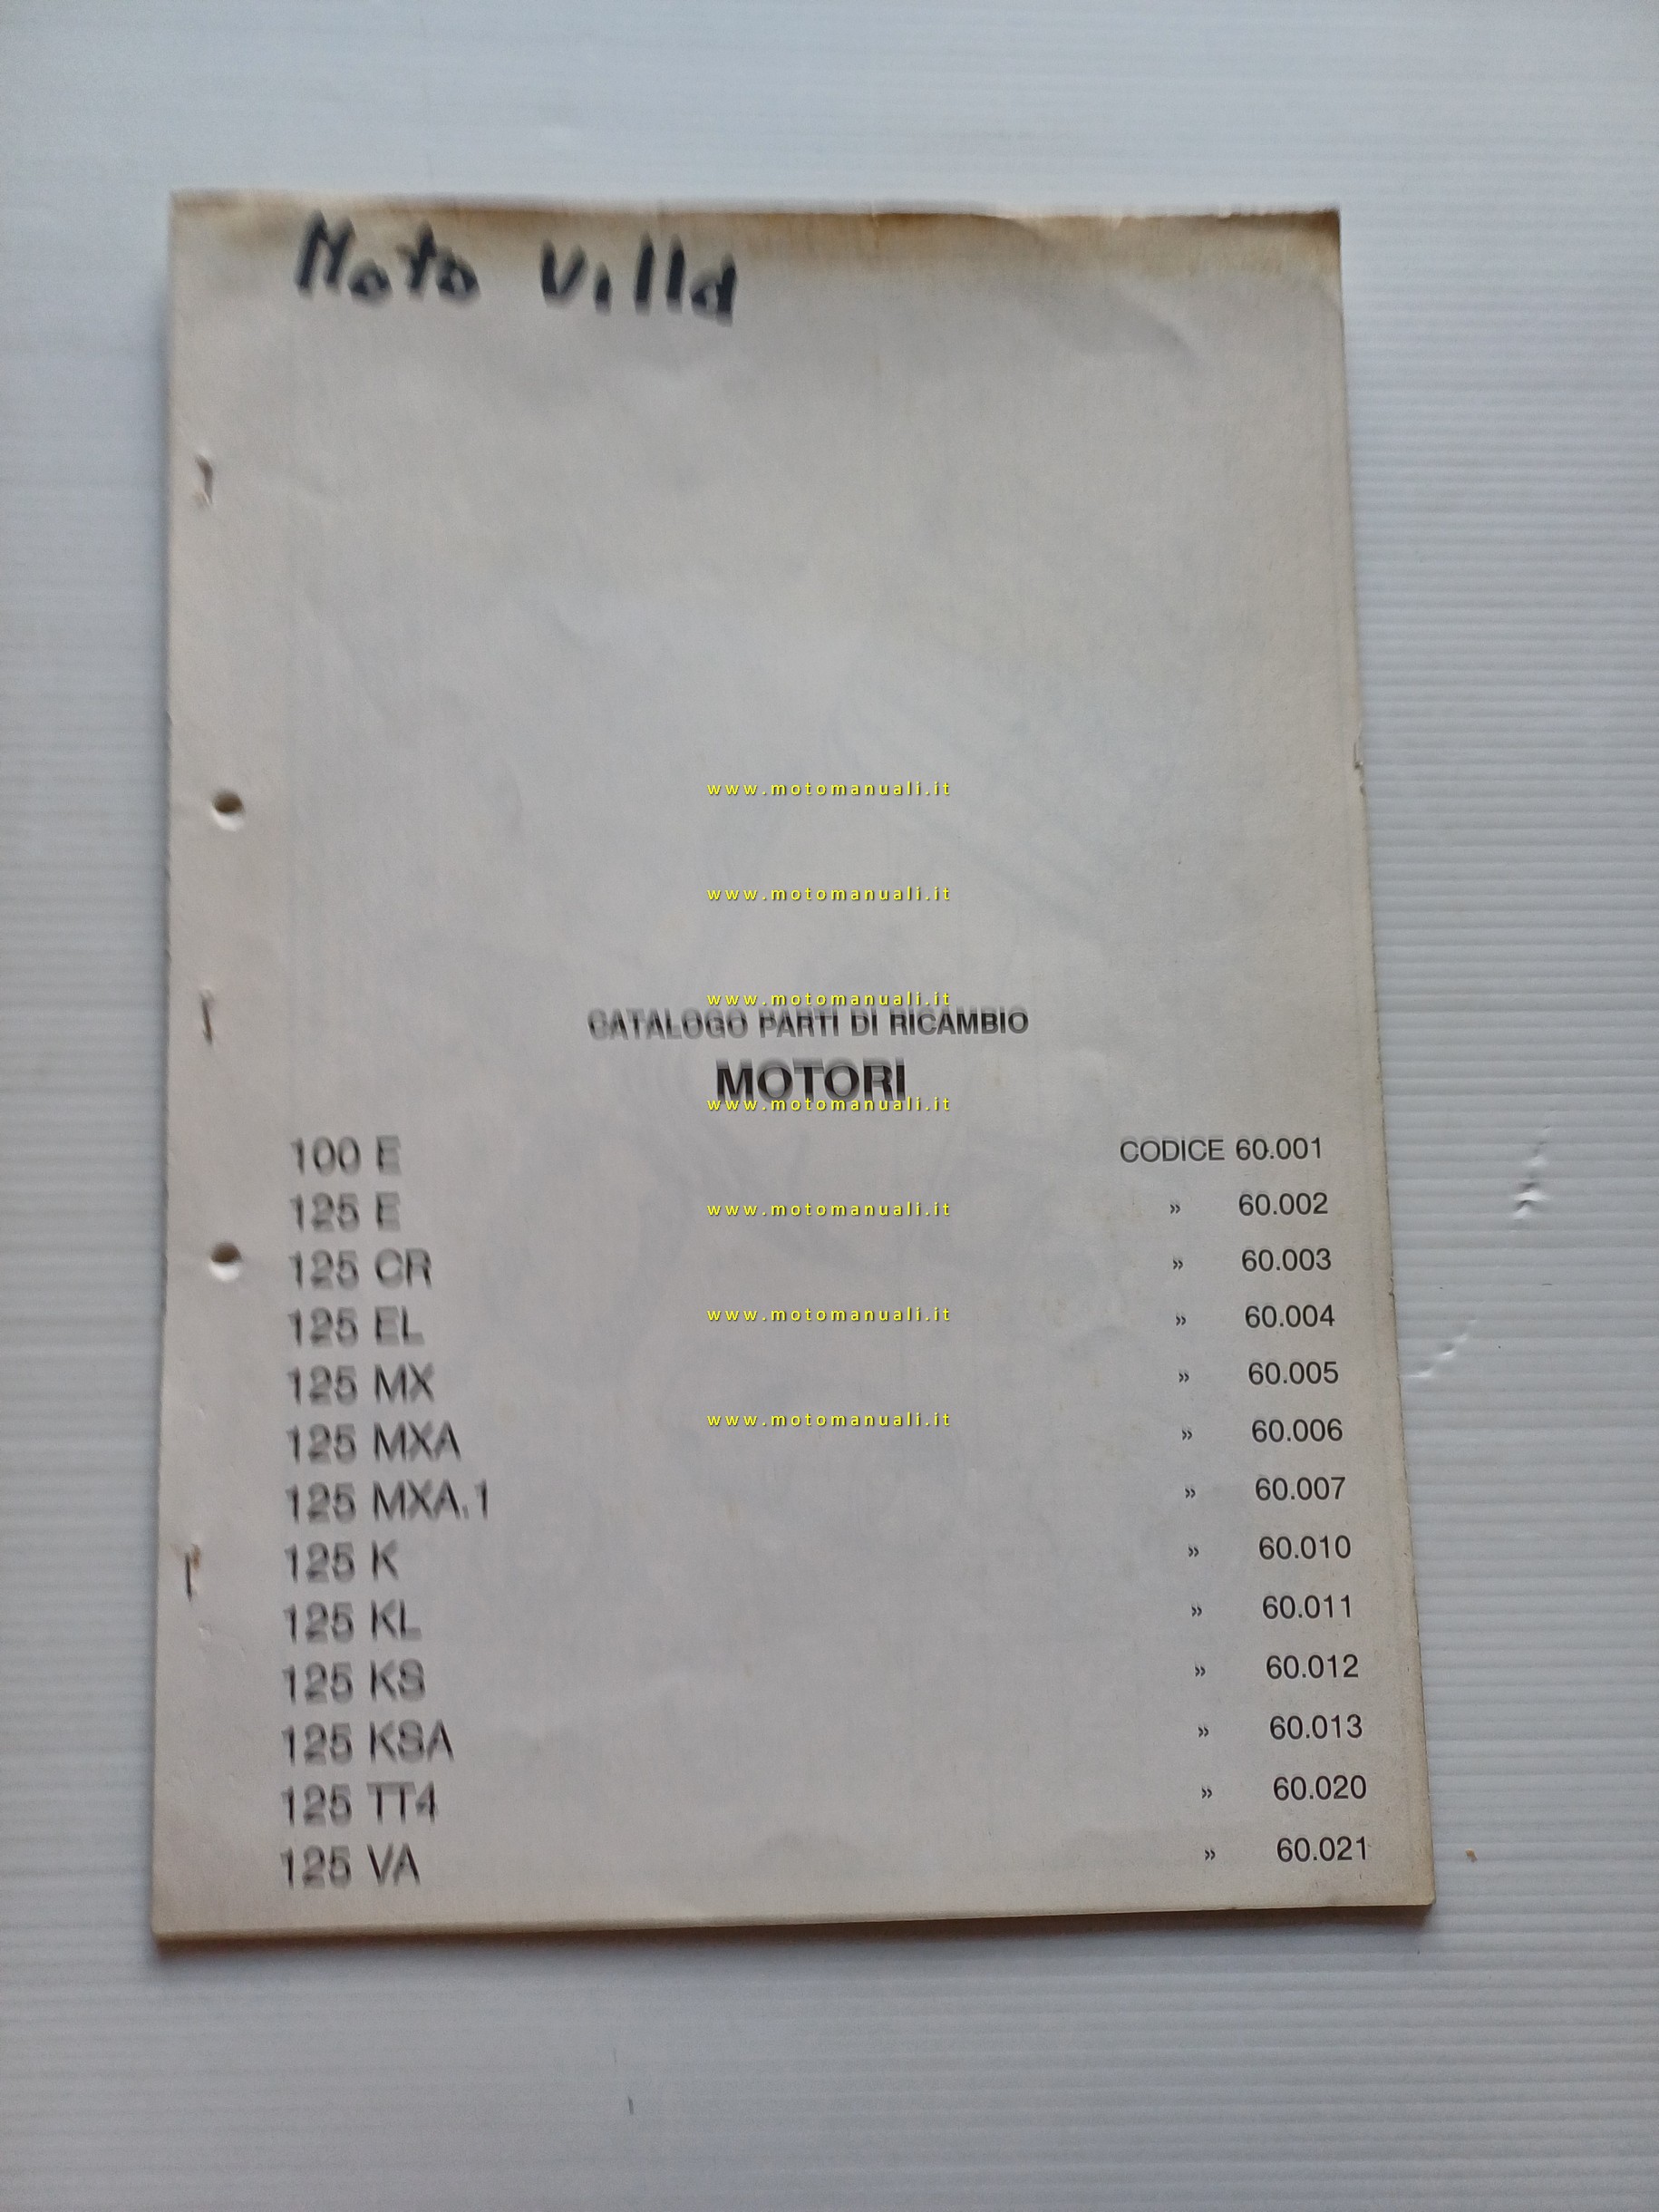 Moto Villa
www.motomanuali.it
www.motomanuali.it
www.motomanuali.it
CATALOGO PARTI DI RICAMBIO
MOTORI
www.motomanuali.it
100 E CODICE 60.001
125 E » 60.002
www.motomanuali.it
125 CR » 60.003
125 EL » 60.004
www.motomanuali.it
125 MX » 60.005
125 MXA » 60.006
www.motomanuali.it
125 MXA.1 » 60.007
125 K » 60.010
125 KL » 60.011
125 KS » 60.012
125 KSA » 60.013
125 TT4 » 60.020
125 VA » 60.021